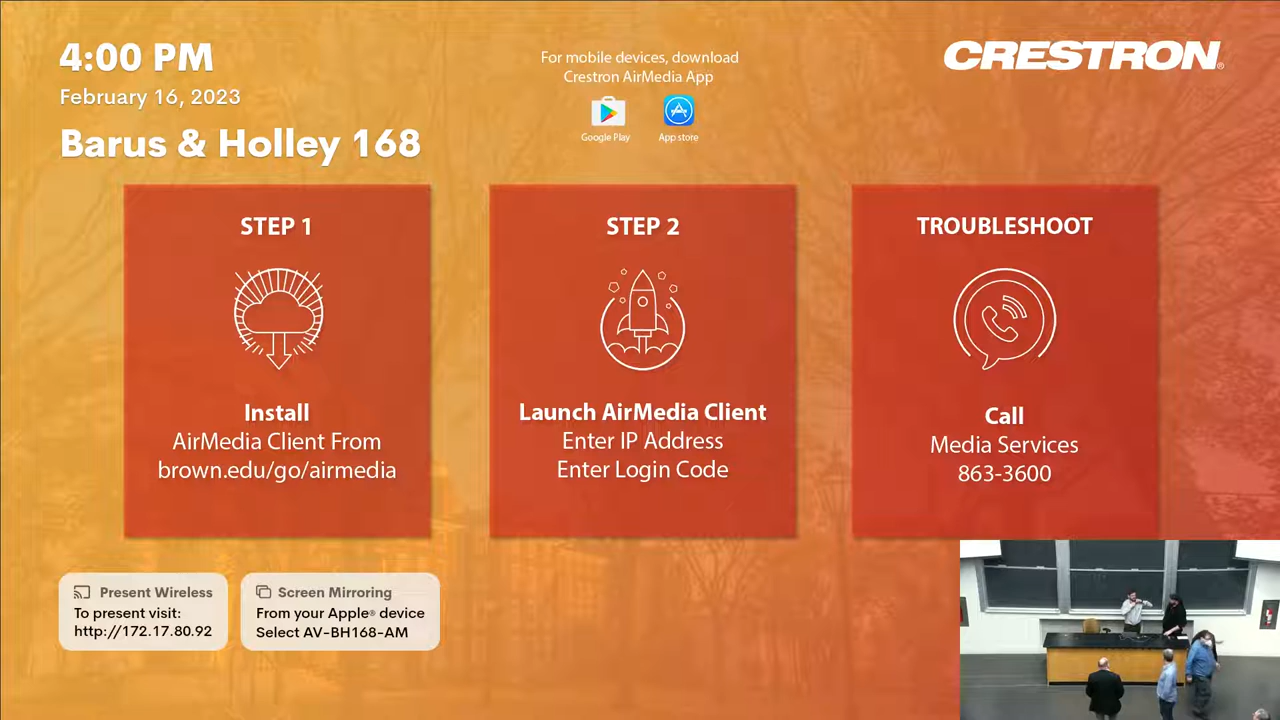 4:00 PM
February 16, 2023
Barus & Holley 168
For mobile devices, download
Crestron AirMedia App
Google Play
App store
CRESTRON®
STEP 1
Install
AirMedia Client From
brown.edu/go/airmedia
STEP 2
Launch AirMedia Client
Enter IP Address
Enter Login Code
TROUBLESHOOT
Call
Media Services
863-3600
Present Wireless
To present visit:
http://172.17.80.92
Screen Mirroring
From your Apple® device
Select AV-BH168-AM